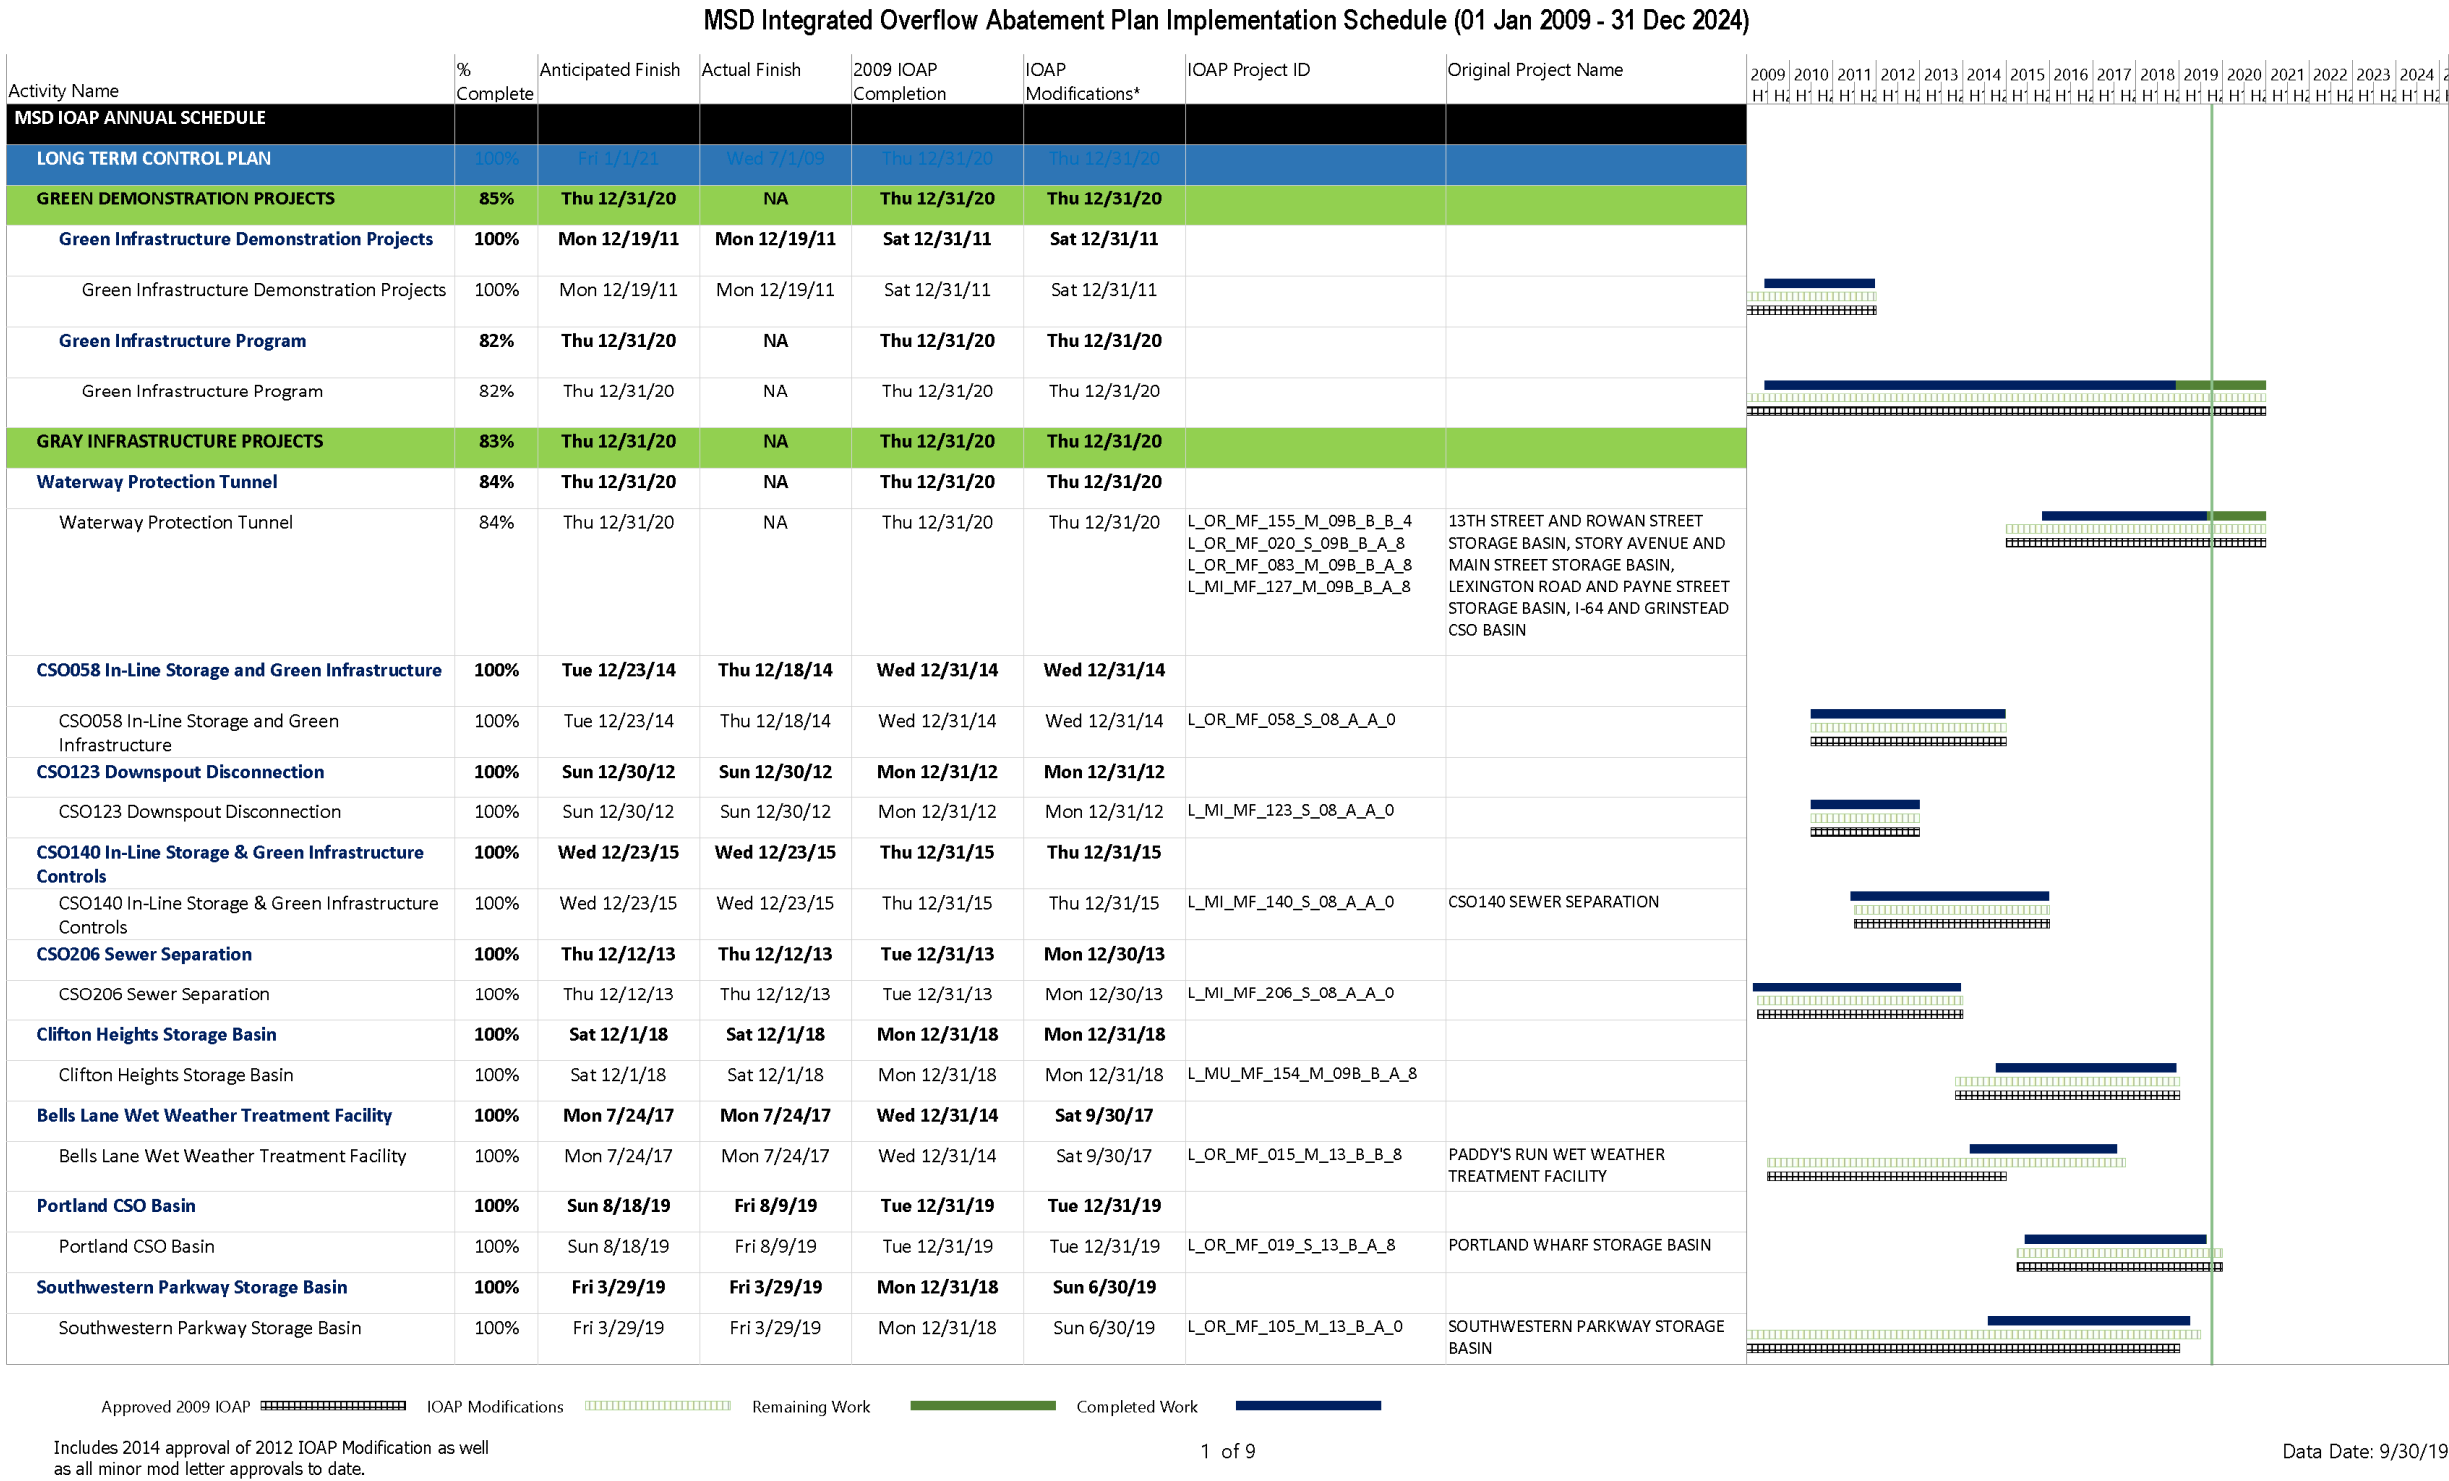 MSD Integrated Overflow Abatement Plan Implementation Schedule (01 Jan 2009 - 31 Dec 2024)
Activity Name % Complete Anticipated Finish Actual Finish 2009 IOAP Completion IOAP Modifications* IOAP Project ID Original Project Name
2009 2010 2011 2012 2013 2014 2015 2016 2017 2018 2019 2020 2021 2022 2023 2024
MSD IOAP ANNUAL SCHEDULE
LONG TERM CONTROL PLAN 100% Fri 1/1/21 Wed 7/1/09 Thu 12/31/20 Thu 12/31/20
GREEN DEMONSTRATION PROJECTS 85% Thu 12/31/20 NA Thu 12/31/20 Thu 12/31/20
Green Infrastructure Demonstration Projects 100% Mon 12/19/11 Mon 12/19/11 Sat 12/31/11 Sat 12/31/11
Green Infrastructure Demonstration Projects 100% Mon 12/19/11 Mon 12/19/11 Sat 12/31/11 Sat 12/31/11
Green Infrastructure Program 82% Thu 12/31/20 NA Thu 12/31/20 Thu 12/31/20
Green Infrastructure Program 82% Thu 12/31/20 NA Thu 12/31/20 Thu 12/31/20
GRAY INFRASTRUCTURE PROJECTS 83% Thu 12/31/20 NA Thu 12/31/20 Thu 12/31/20
Waterway Protection Tunnel 84% Thu 12/31/20 NA Thu 12/31/20 Thu 12/31/20
Waterway Protection Tunnel 84% Thu 12/31/20 NA Thu 12/31/20 Thu 12/31/20 L_OR_MF_155_M_09B_B_B_4 13TH STREET AND ROWAN STREET
L_OR_MF_020_S_09B_B_A_8 STORAGE BASIN, STORY AVENUE AND
L_OR_MF_083_M_09B_B_A_8 MAIN STREET STORAGE BASIN,
L_MI_MF_127_M_09B_B_A_8 LEXINGTON ROAD AND PAYNE STREET
STORAGE BASIN, I-64 AND GRINSTEAD
CSO BASIN
CSO058 In-Line Storage and Green Infrastructure 100% Tue 12/23/14 Thu 12/18/14 Wed 12/31/14 Wed 12/31/14
CSO058 In-Line Storage and Green 100% Tue 12/23/14 Thu 12/18/14 Wed 12/31/14 Wed 12/31/14 L_OR_MF_058_S_08_A_A_0
Infrastructure
CSO123 Downspout Disconnection 100% Sun 12/30/12 Sun 12/30/12 Mon 12/31/12 Mon 12/31/12
CSO123 Downspout Disconnection 100% Sun 12/30/12 Sun 12/30/12 Mon 12/31/12 Mon 12/31/12 L_MI_MF_123_S_08_A_A_0
CSO140 In-Line Storage & Green Infrastructure 100% Wed 12/23/15 Wed 12/23/15 Thu 12/31/15 Thu 12/31/15
Controls
CSO140 In-Line Storage & Green Infrastructure 100% Wed 12/23/15 Wed 12/23/15 Thu 12/31/15 Thu 12/31/15 L_MI_MF_140_S_08_A_A_0 CSO140 SEWER SEPARATION
Controls
CSO206 Sewer Separation 100% Thu 12/12/13 Thu 12/12/13 Tue 12/31/13 Mon 12/30/13
CSO206 Sewer Separation 100% Thu 12/12/13 Thu 12/12/13 Tue 12/31/13 Mon 12/30/13 L_MI_MF_206_S_08_A_A_0
Clifton Heights Storage Basin 100% Sat 12/1/18 Sat 12/1/18 Mon 12/31/18 Mon 12/31/18
Clifton Heights Storage Basin 100% Sat 12/1/18 Sat 12/1/18 Mon 12/31/18 Mon 12/31/18 L_MU_MF_154_M_09B_B_A_8
Bells Lane Wet Weather Treatment Facility 100% Mon 7/24/17 Mon 7/24/17 Wed 12/31/14 Sat 9/30/17
Bells Lane Wet Weather Treatment Facility 100% Mon 7/24/17 Mon 7/24/17 Wed 12/31/14 Sat 9/30/17 L_OR_MF_015_M_13_B_B_8 PADDY'S RUN WET WEATHER
TREATMENT FACILITY
Portland CSO Basin 100% Sun 8/18/19 Fri 8/9/19 Tue 12/31/19 Tue 12/31/19
Portland CSO Basin 100% Sun 8/18/19 Fri 8/9/19 Tue 12/31/19 Tue 12/31/19 L_OR_MF_019_S_13_B_A_8 PORTLAND WHARF STORAGE BASIN
Southwestern Parkway Storage Basin 100% Fri 3/29/19 Fri 3/29/19 Mon 12/31/18 Sun 6/30/19
Southwestern Parkway Storage Basin 100% Fri 3/29/19 Fri 3/29/19 Mon 12/31/18 Sun 6/30/19 L_OR_MF_105_M_13_B_A_0 SOUTHWESTERN PARKWAY STORAGE
BASIN
Approved 2009 IOAP IOAP Modifications Remaining Work Completed Work
Includes 2014 approval of 2012 IOAP Modification as well
as all minor mod letter approvals to date.
1 of 9
Data Date: 9/30/19